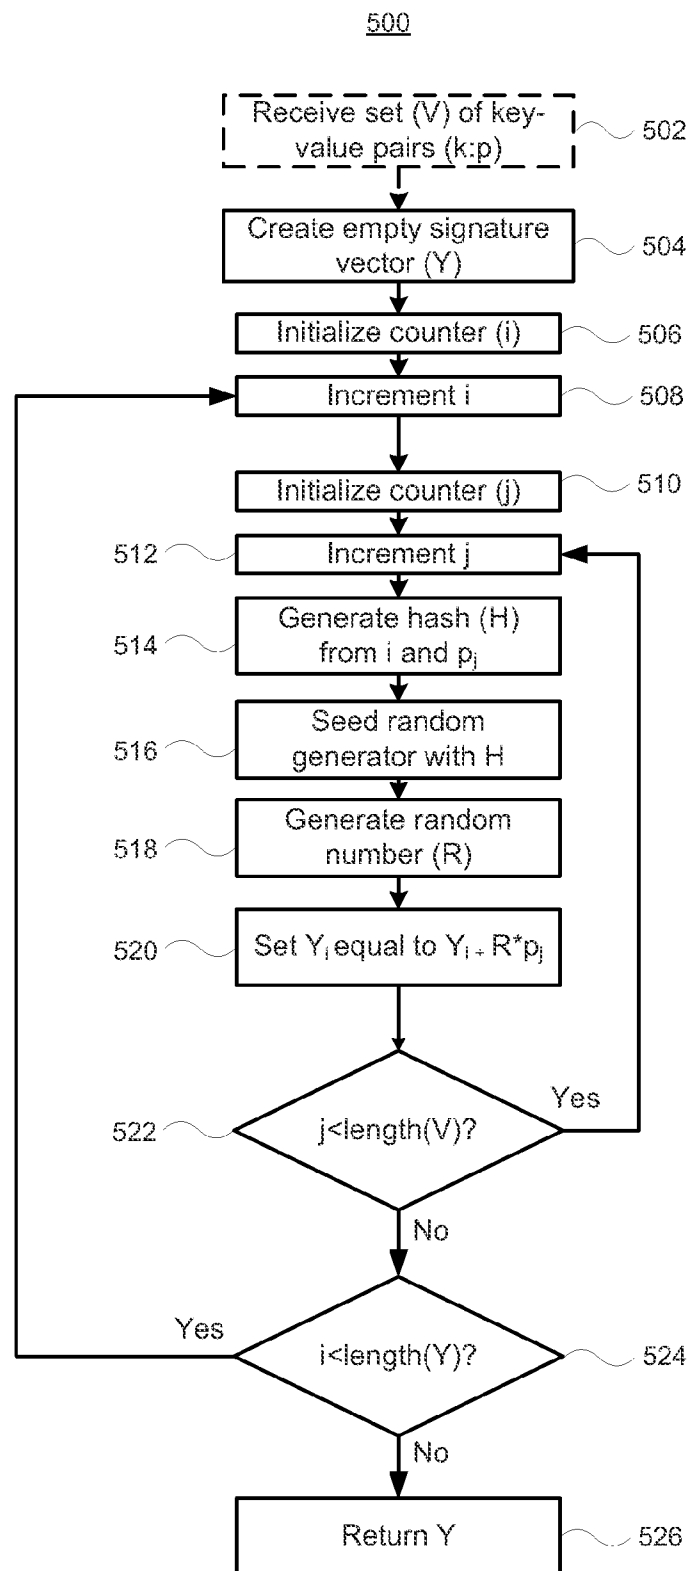 500
Receive set (V) of key-
value pairs (k:p)
502
Create empty signature
vector (Y)
504
Initialize counter (i)
506
Increment i
508
Initialize counter (j)
510
512
Increment j
514
Generate hash (H)
from i and pj
516
Seed random
generator with H
518
Generate random
number (R)
520
Set Yi equal to Yi + R*pj
522
j<length(V)?
Yes
No
Yes
i<length(Y)?
524
No
Return Y
526